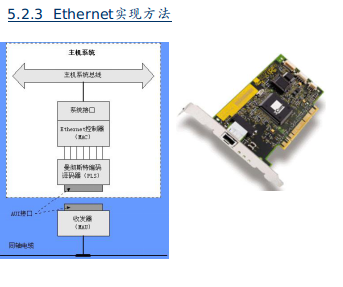 5.2.3 Ethernet实现方法
主机系统
主机系统总线
系统接口
Ethernet控制器
(MAC)
曼彻斯特编码
译码器 (PLS)
AUI接口
收发器
(MAU)
同轴电缆